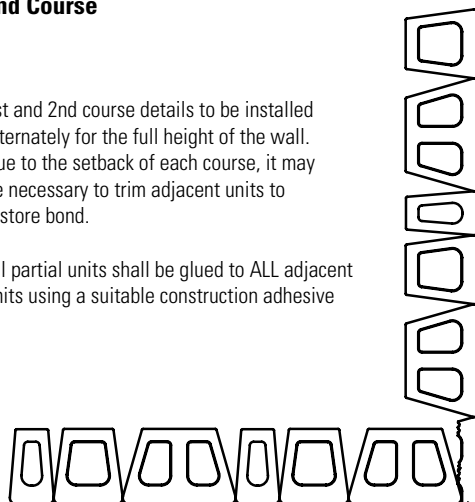 nd Course
st and 2nd course details to be installed
ternately for the full height of the wall.
ue to the setback of each course, it may
e necessary to trim adjacent units to
store bond.
l partial units shall be glued to ALL adjacent
nits using a suitable construction adhesive